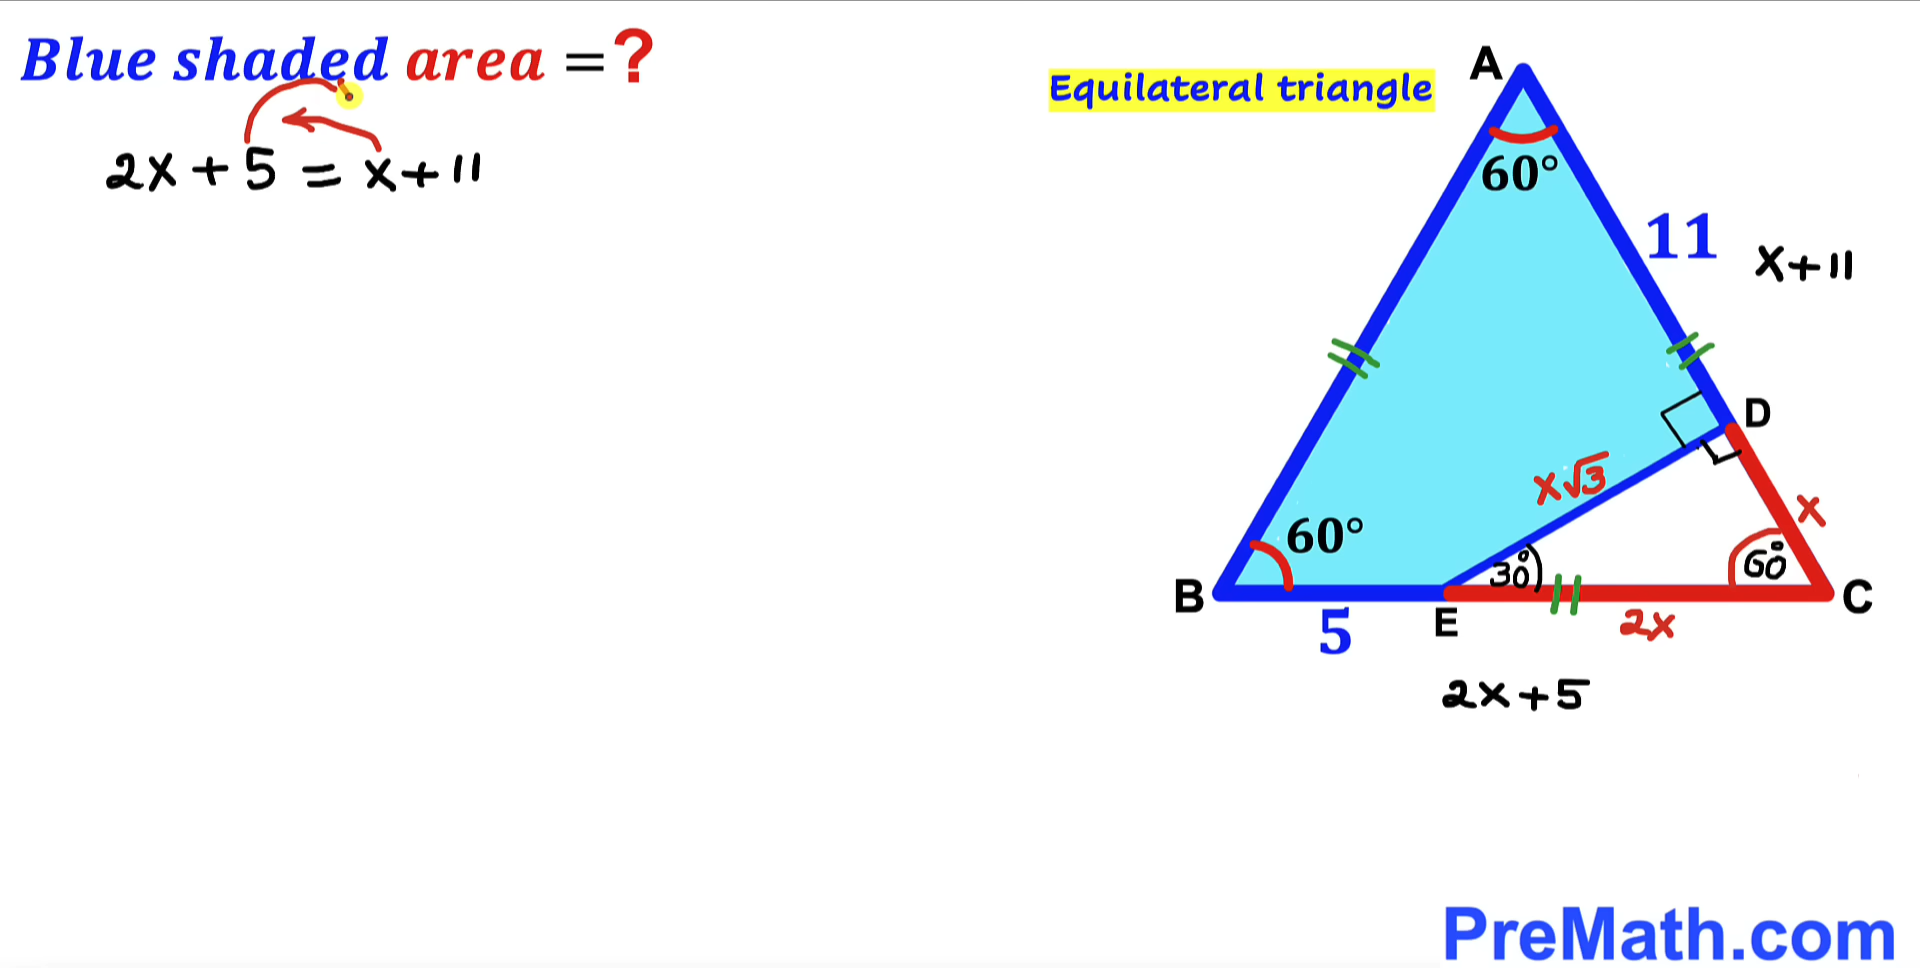 Blue shaded area = ?
2x + 5 = x + 11
Equilateral triangle
A
60°
11
x + 11
D
x√3
x
60°
30°
60°
B
C
5
E
2x
2x + 5
PreMath.com